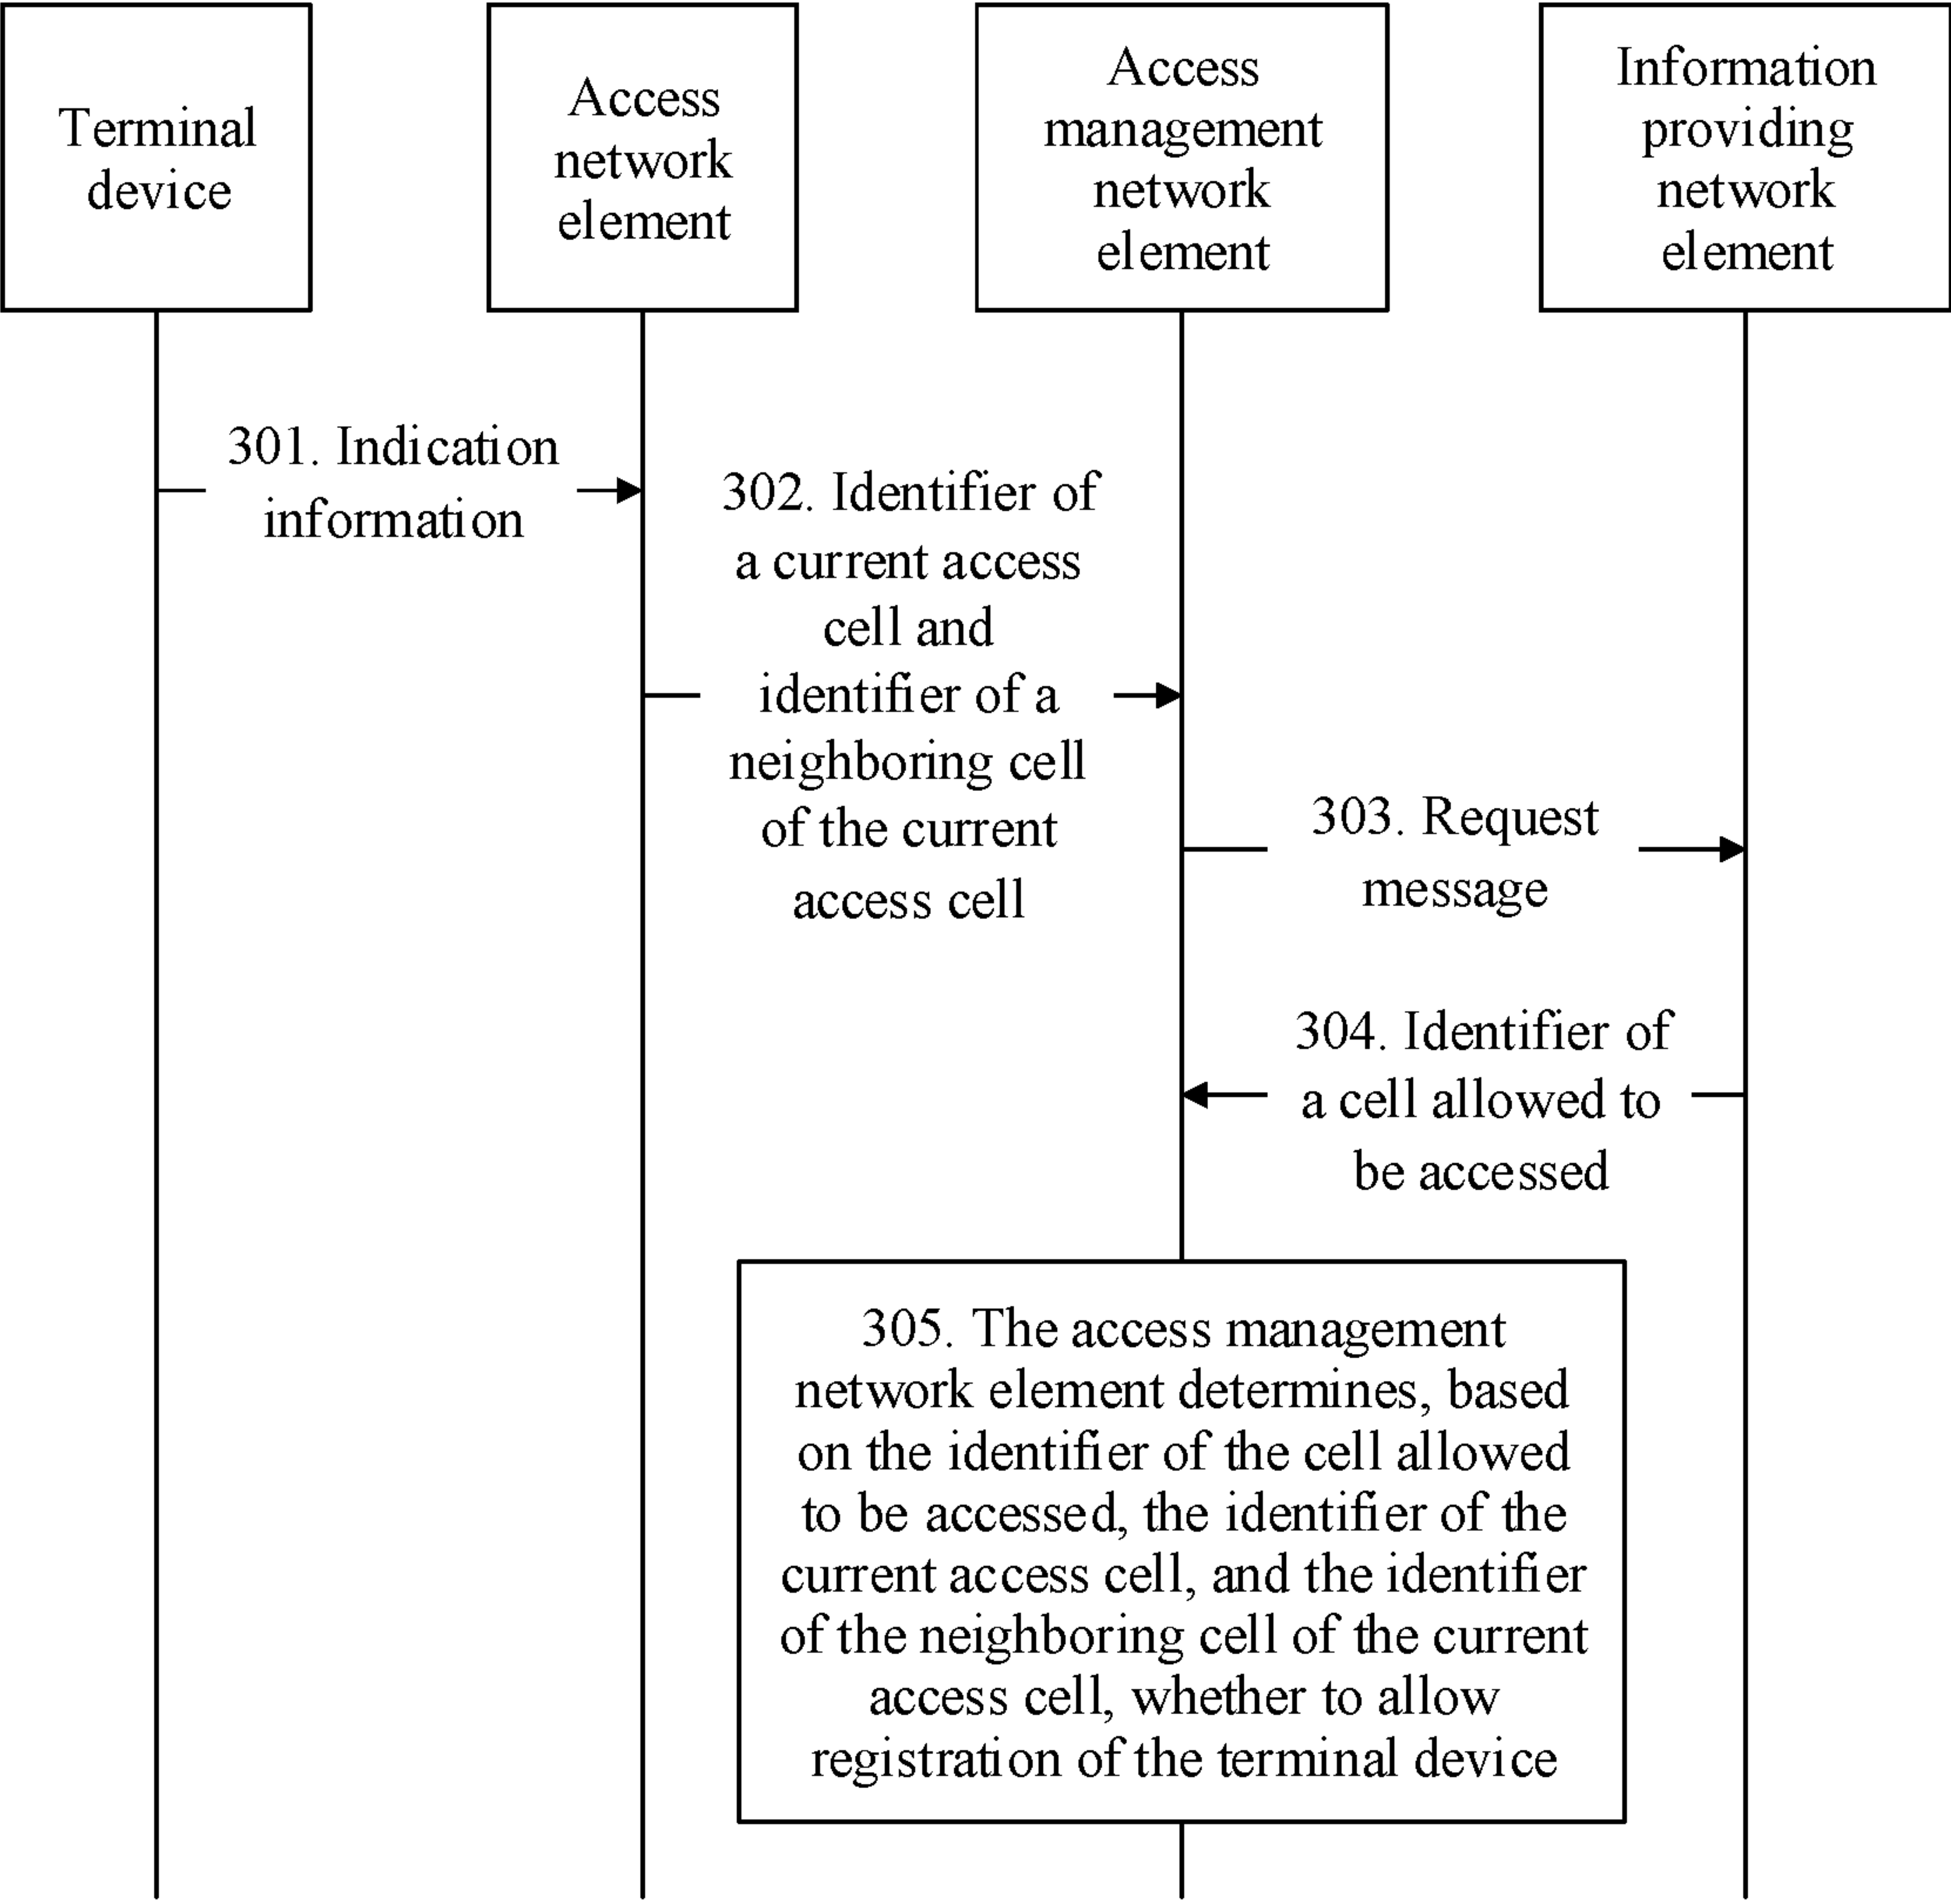 Terminal
device
Access
network
element
Access
management
network
element
Information
providing
network
element
301. Indication
information
302. Identifier of
a current access
cell and
identifier of a
neighboring cell
of the current
access cell
303. Request
message
304. Identifier of
a cell allowed to
be accessed
305. The access management
network element determines, based
on the identifier of the cell allowed
to be accessed, the identifier of the
current access cell, and the identifier
of the neighboring cell of the current
access cell, whether to allow
registration of the terminal device